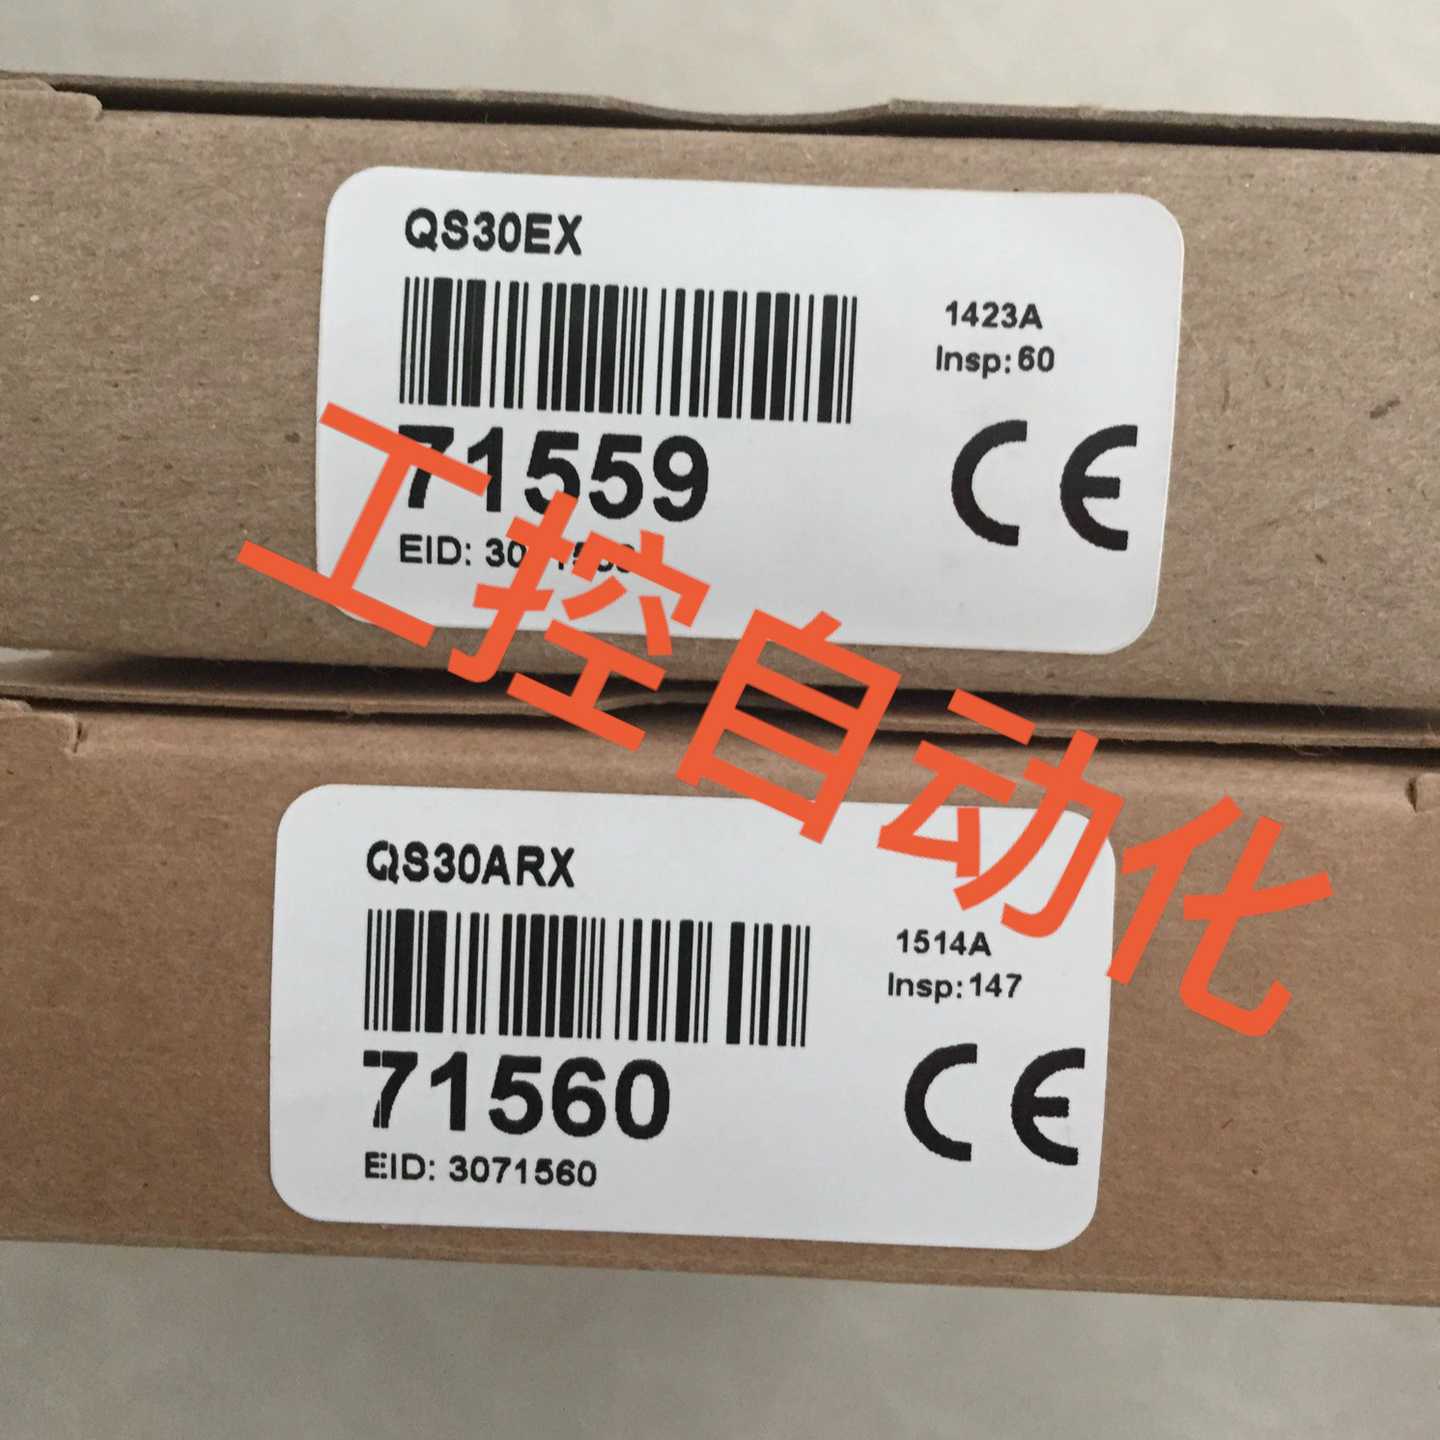 QS30EX
1423A
Insp:60
71559
CE
EID:
工控自动化
QS30ARX
1514A
Insp:147
71560
CE
EID: 3071560